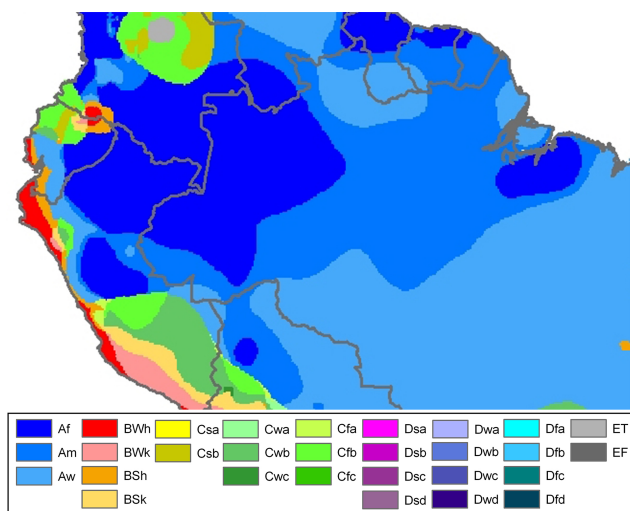 Af BWh Csa Cwa Cfa Dsa Dwa Dfa ET
Am BWk Csb Cwb Cfb Dsb Dwb Dfb EF
Aw BSh Cwc Cfc Dsc Dwc Dfc
BSk Dsd Dwd Dfd